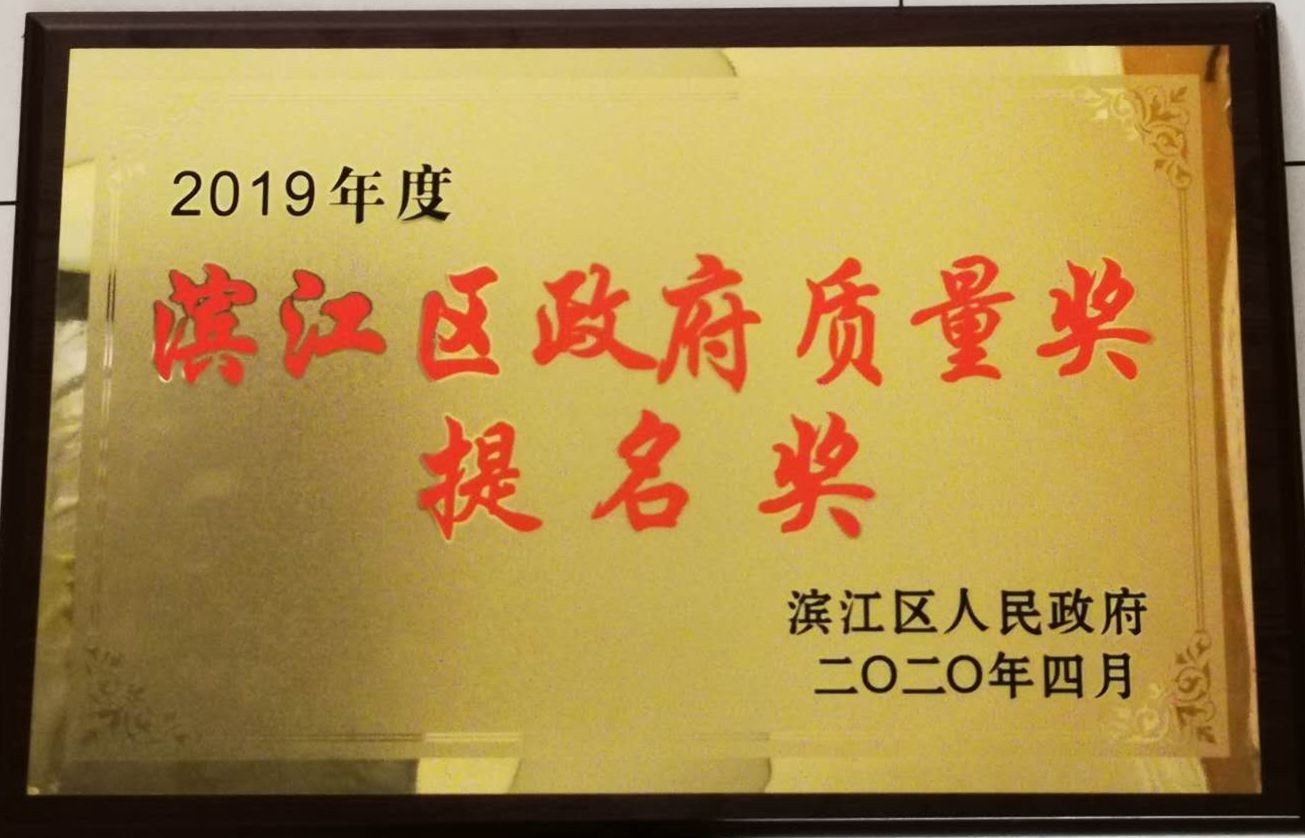 2019年度
滨江区政府质量奖
提名奖
滨江区人民政府
二〇二〇年四月